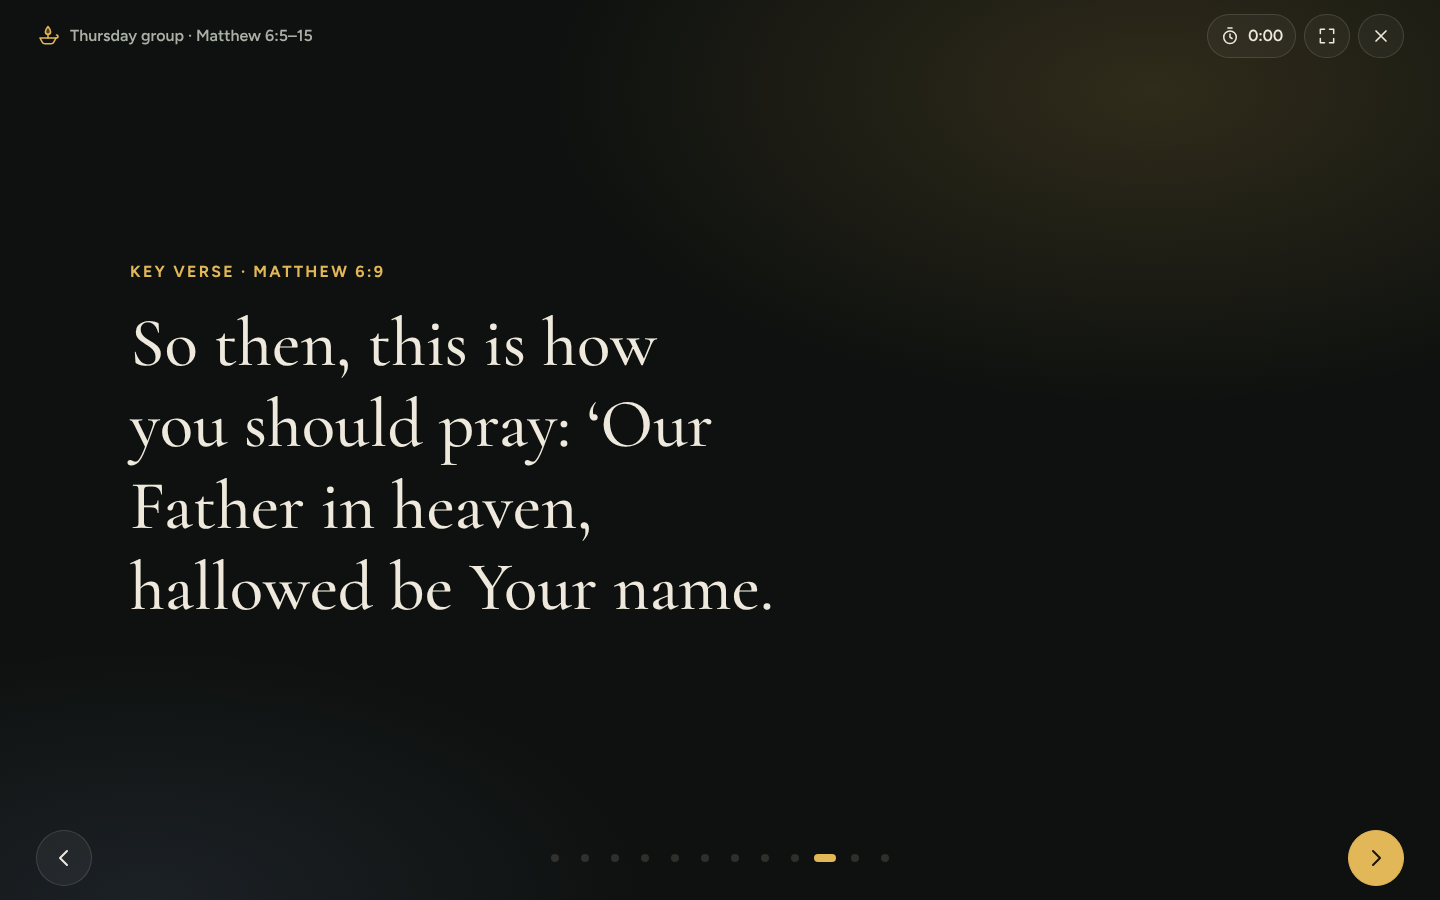 Thursday group · Matthew 6:5–15
0:00
KEY VERSE · MATTHEW 6:9
So then, this is how
you should pray: ‘Our
Father in heaven,
hallowed be Your name.